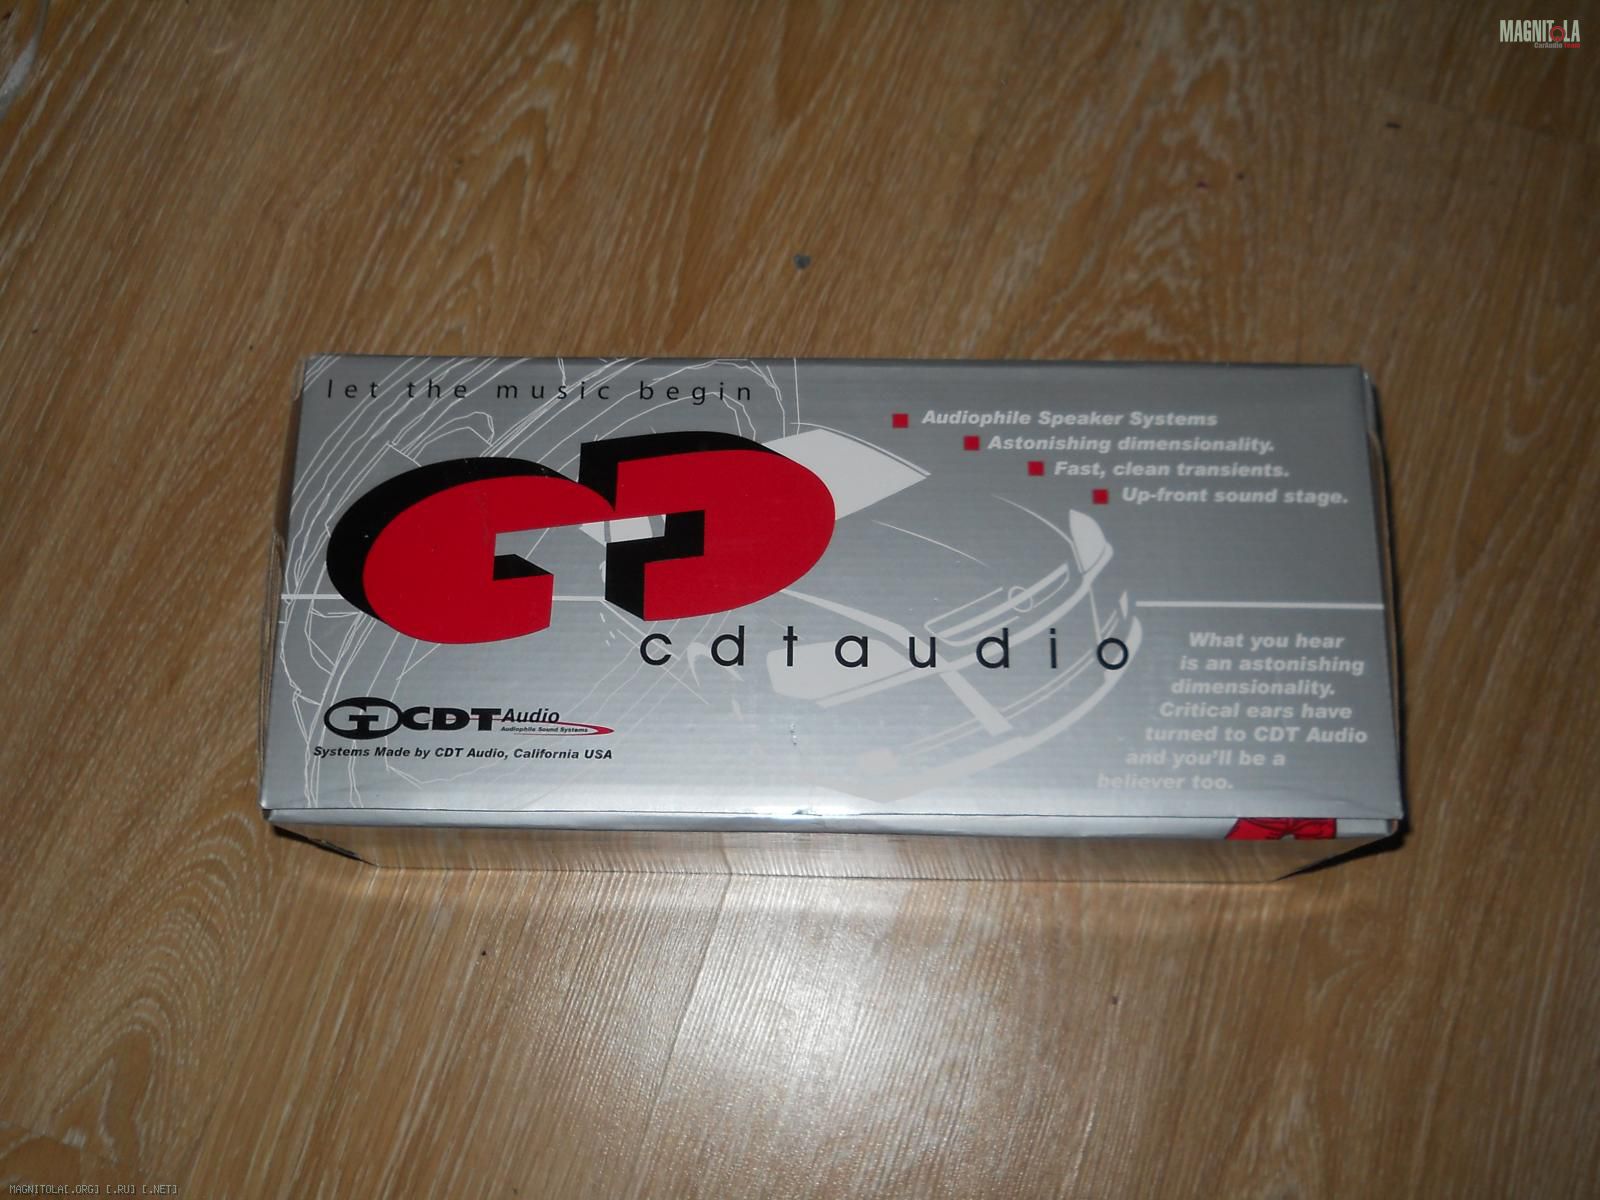 MAGNITOLA
CarAudio Team
let the music begin
Audiophile Speaker Systems
Astonishing dimensionality.
Fast, clean transients.
Up-front sound stage.
cdtaudio
What you hear
is an astonishing
dimensionality.
Critical ears have
turned to CDT Audio
and you'll be a
believer too.
CDT Audio
Audiophile Sound Systems
Systems Made by CDT Audio, California USA
MAGNITOLA[.ORG] [.RU] [.NET]